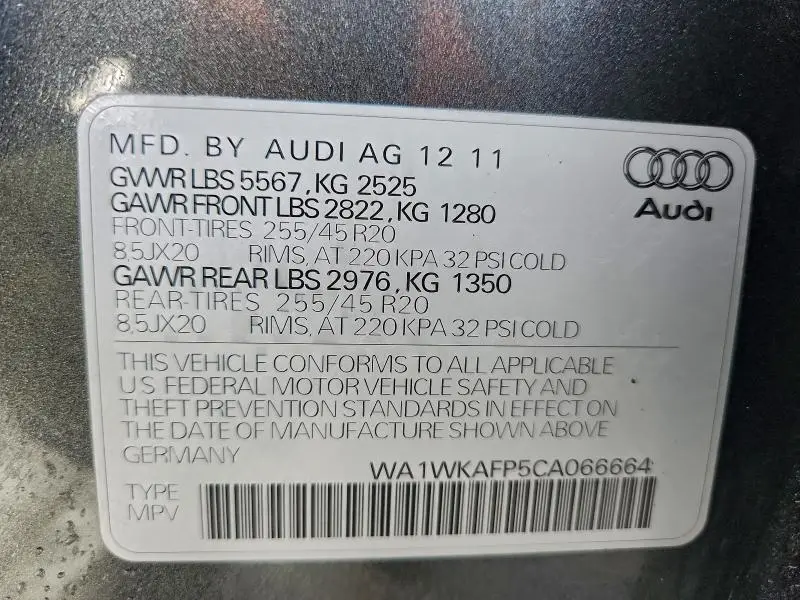 MFD. BY AUDI AG 12 11
GVWR LBS 5567, KG 2525
GAWR FRONT LBS 2822, KG 1280
FRONT-TIRES 255/45 R20
8,5JX20 RIMS, AT 220 KPA 32 PSI COLD
GAWR REAR LBS 2976, KG 1350
REAR-TIRES 255/45 R20
8,5JX20 RIMS, AT 220 KPA 32 PSI COLD
Audi
THIS VEHICLE CONFORMS TO ALL APPLICABLE
U S FEDERAL MOTOR VEHICLE SAFETY AND
THEFT PREVENTION STANDARDS IN EFFECT ON
THE DATE OF MANUFACTURE SHOWN ABOVE
GERMANY
WA1WKAFP5CA066664
TYPE
MPV